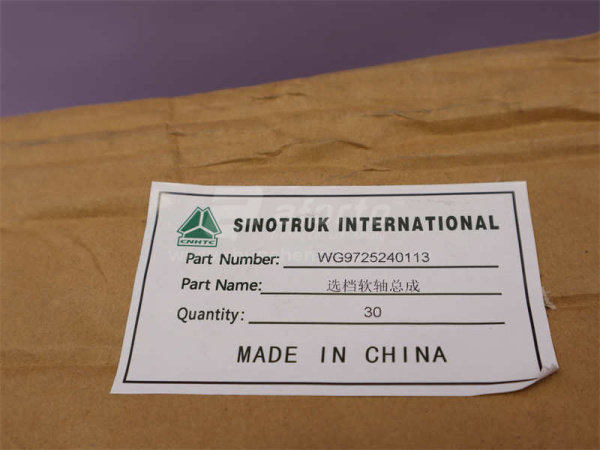 SINOTRUK INTERNATIONAL
CNHTC
Part Number: WG9725240113
Part Name: 选档软轴总成
Quantity: 30
MADE IN CHINA